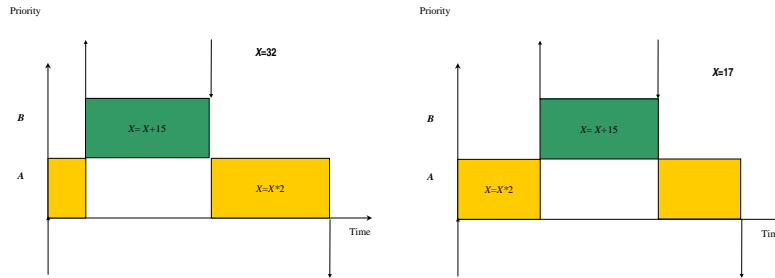 Priority
X=32
B
X= X+15
A
X=X*2
Time
Priority
X=17
B
X= X+15
A
X=X*2
Tim